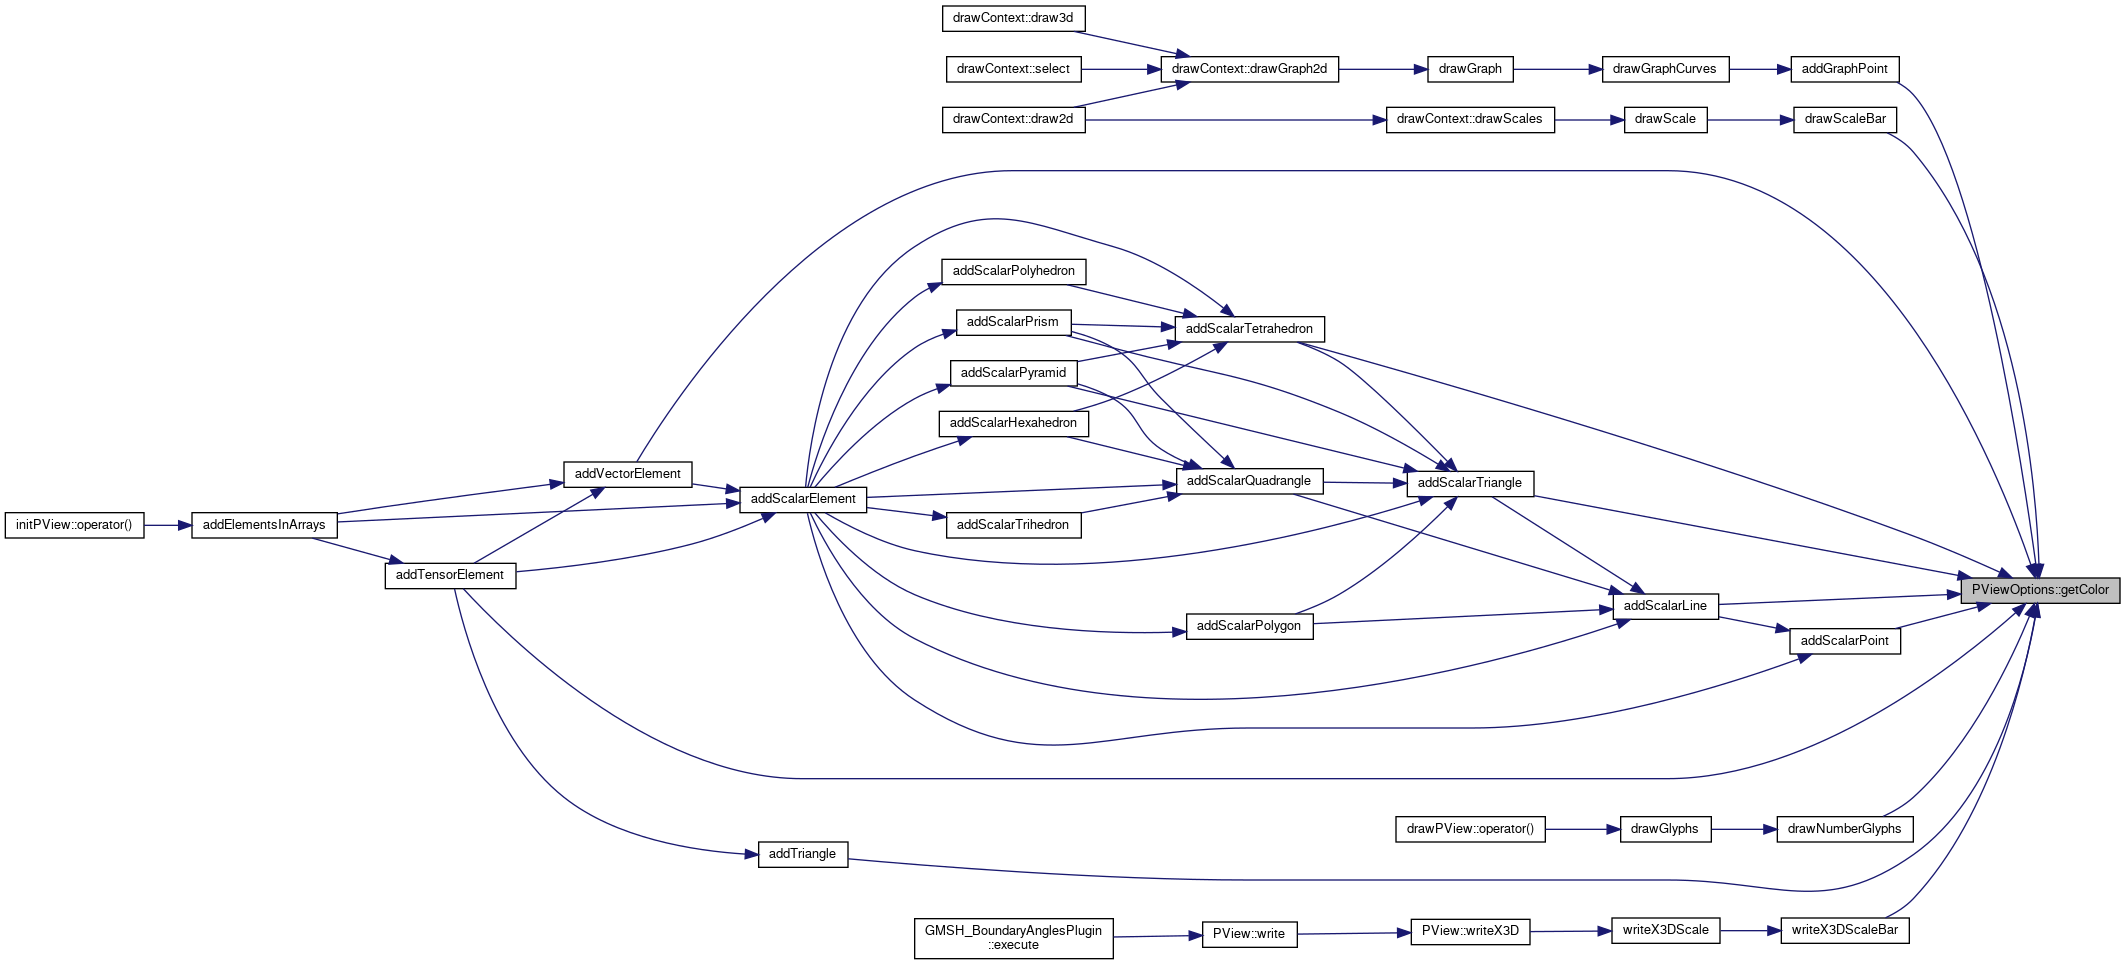 drawContext::draw3d
drawContext::select
drawContext::drawGraph2d
drawGraph
drawGraphCurves
addGraphPoint
drawContext::draw2d
drawContext::drawScales
drawScale
drawScaleBar
addScalarPolyhedron
addScalarPrism
addScalarTetrahedron
addScalarPyramid
addScalarHexahedron
addVectorElement
addScalarElement
addScalarQuadrangle
addScalarTriangle
initPView::operator()
addElementsInArrays
addScalarTrihedron
addTensorElement
PViewOptions::getColor
addScalarLine
addScalarPolygon
addScalarPoint
drawPView::operator()
drawGlyphs
drawNumberGlyphs
addTriangle
GMSH_BoundaryAnglesPlugin
::execute
PView::write
PView::writeX3D
writeX3DScale
writeX3DScaleBar